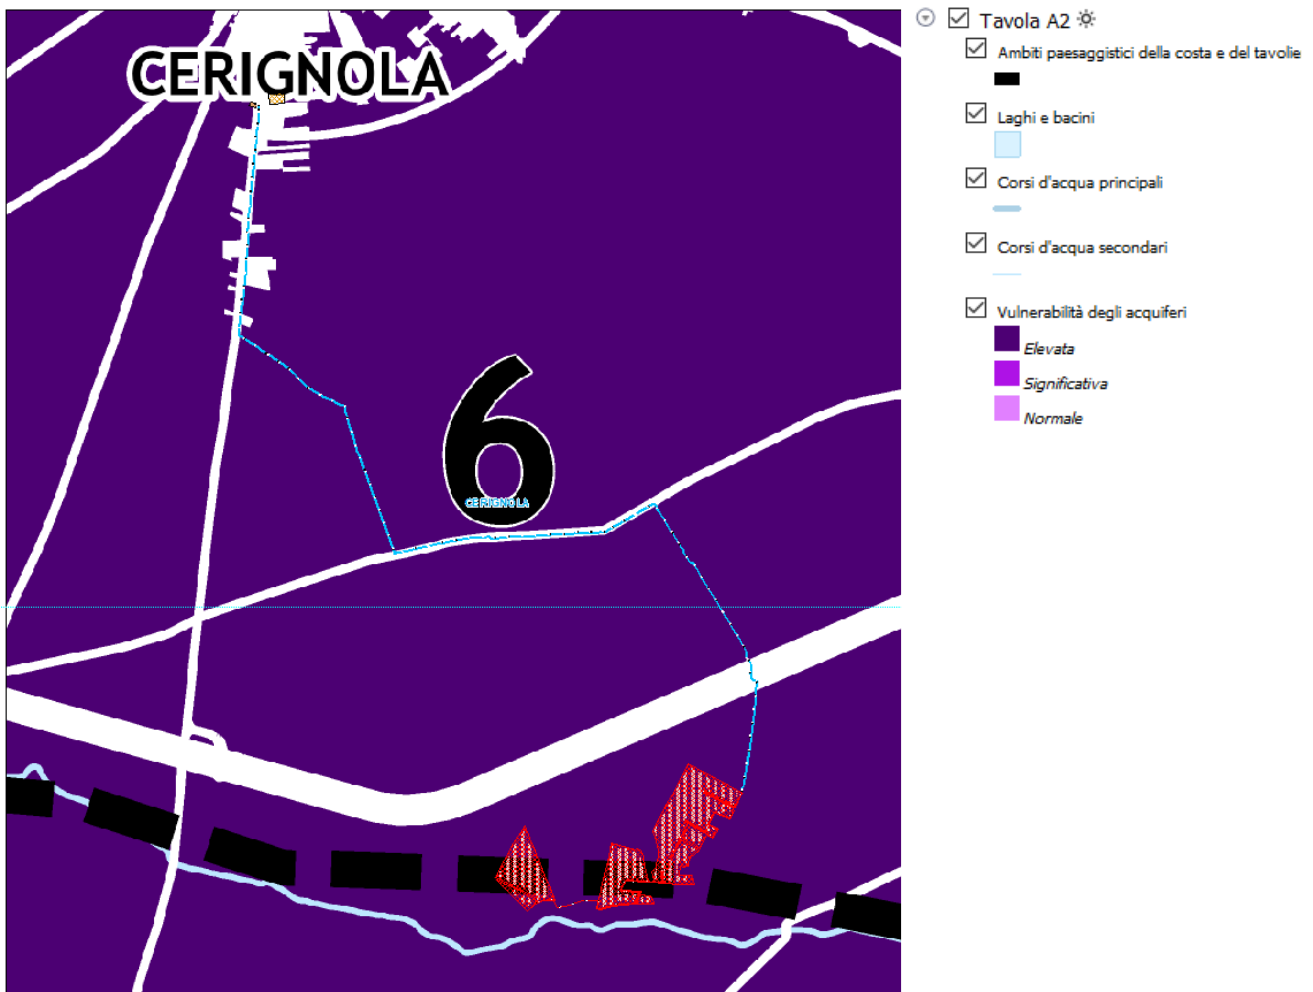 CERIGNOLA
6
CERIGNOLA
Tavola A2
Ambiti paesaggistici della costa e del tavolie
Laghi e bacini
Corsi d'acqua principali
Corsi d'acqua secondari
Vulnerabilità degli acquiferi
Elevata
Significativa
Normale